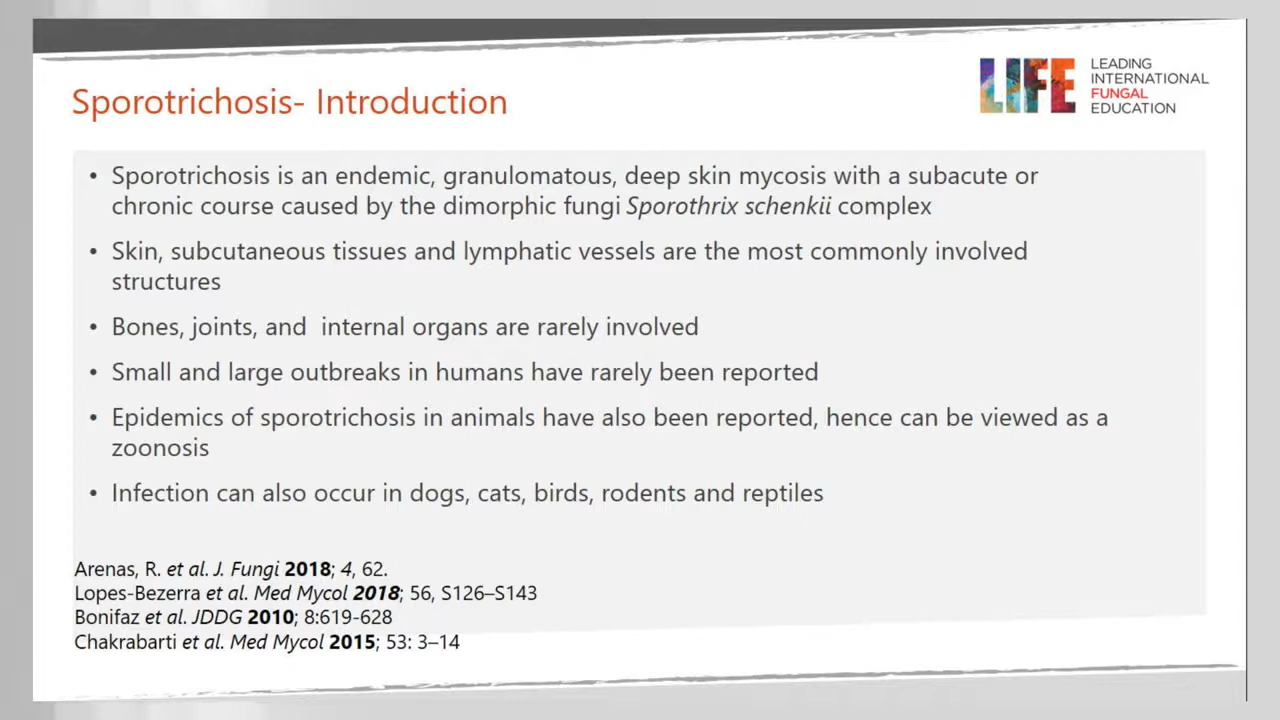 LIFE
LEADING
INTERNATIONAL
FUNGAL
EDUCATION
Sporotrichosis- Introduction
• Sporotrichosis is an endemic, granulomatous, deep skin mycosis with a subacute or
chronic course caused by the dimorphic fungi Sporothrix schenkii complex
• Skin, subcutaneous tissues and lymphatic vessels are the most commonly involved
structures
• Bones, joints, and  internal organs are rarely involved
• Small and large outbreaks in humans have rarely been reported
• Epidemics of sporotrichosis in animals have also been reported, hence can be viewed as a
zoonosis
• Infection can also occur in dogs, cats, birds, rodents and reptiles
Arenas, R. et al. J. Fungi 2018; 4, 62.
Lopes-Bezerra et al. Med Mycol 2018; 56, S126–S143
Bonifaz et al. JDDG 2010; 8:619-628
Chakrabarti et al. Med Mycol 2015; 53: 3–14